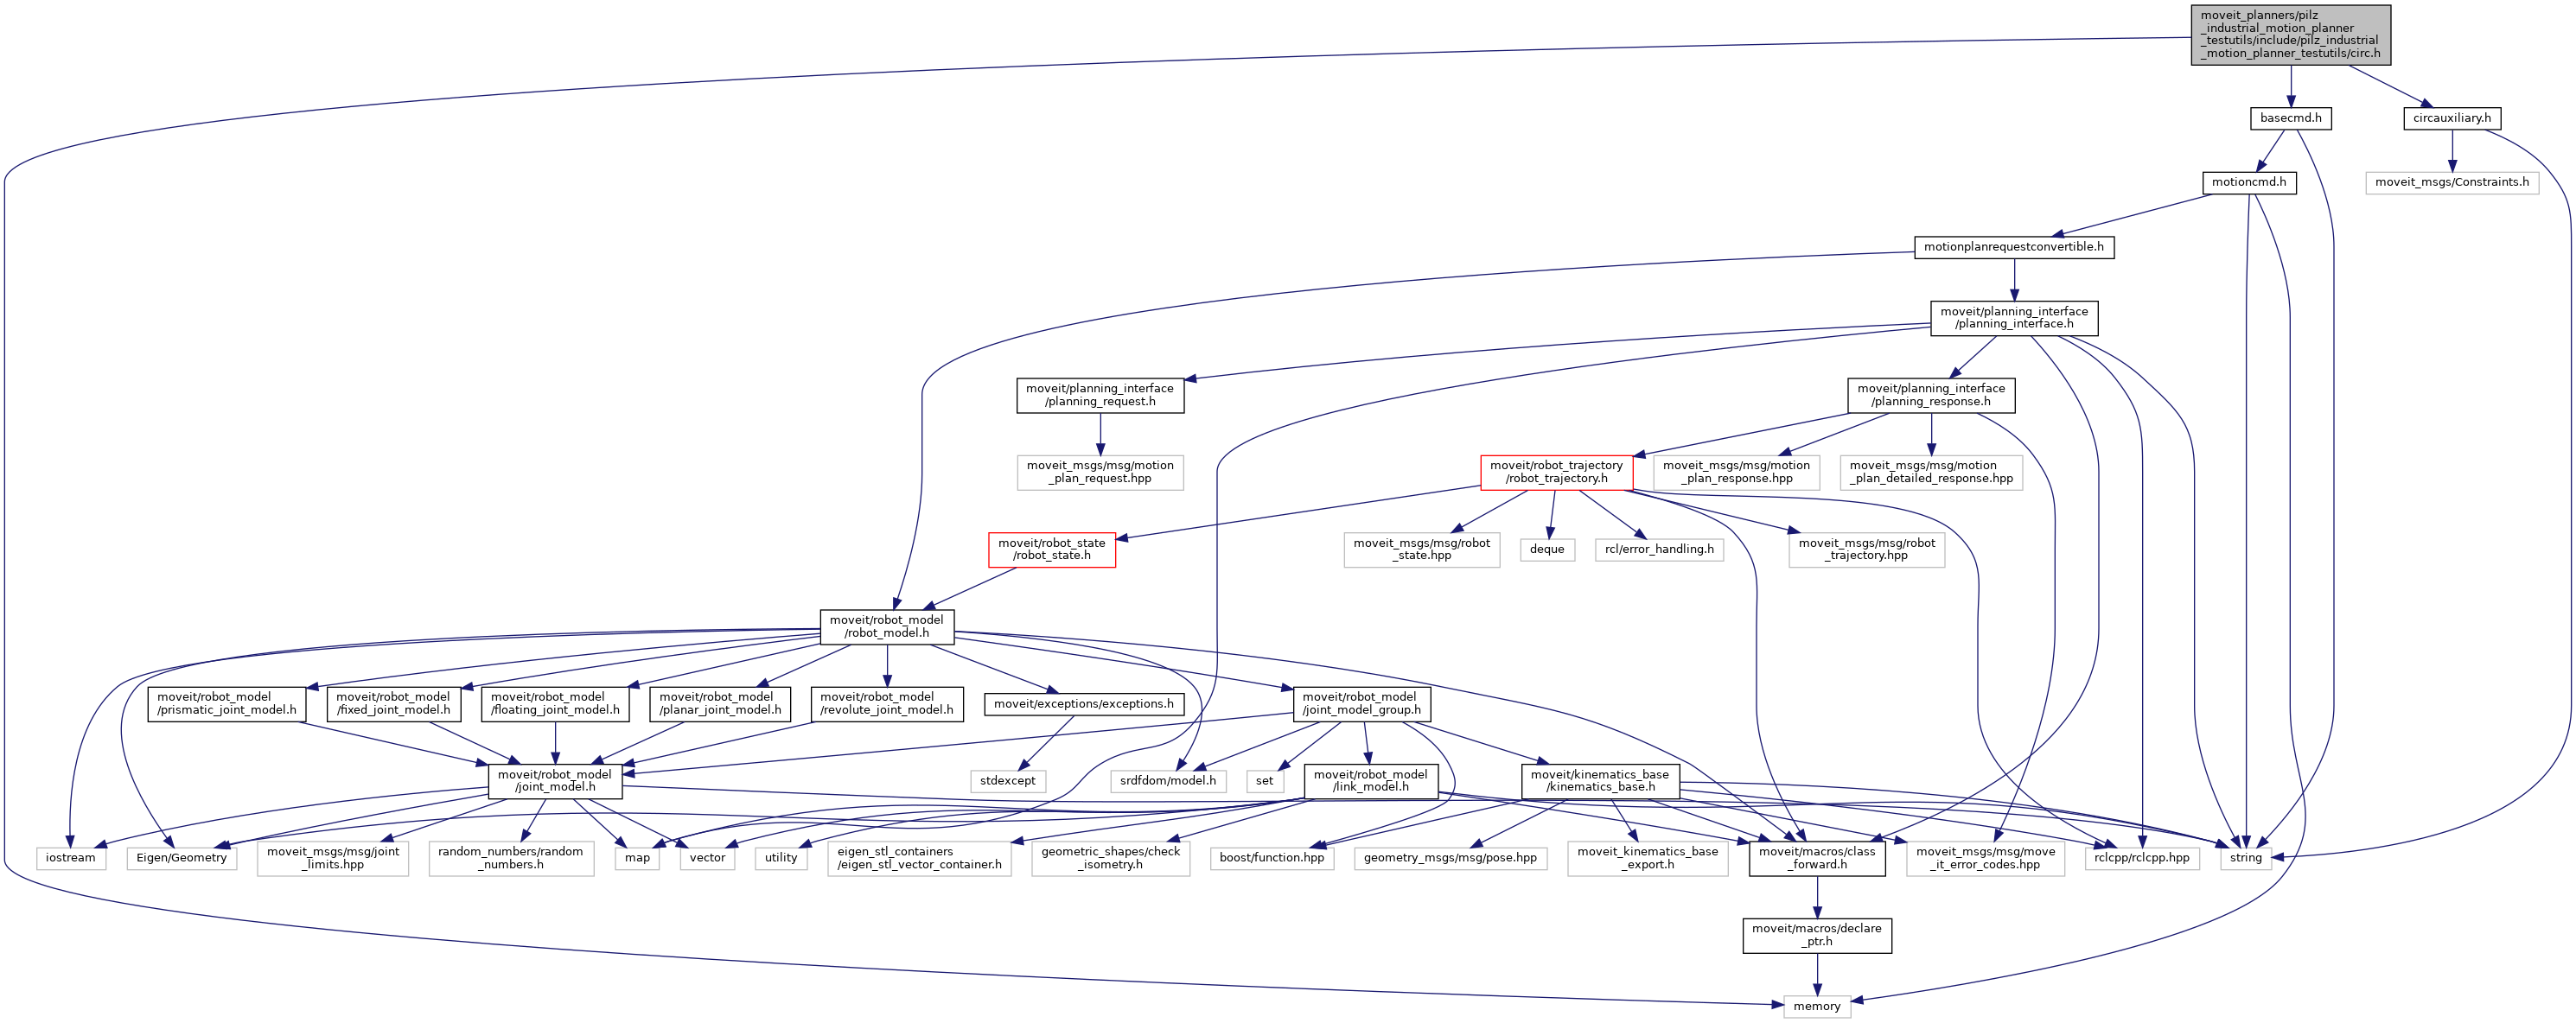 moveit_planners/pilz
_industrial_motion_planner
_testutils/include/pilz_industrial
_motion_planner_testutils/circ.h
basecmd.h
circauxiliary.h
motioncmd.h
moveit_msgs/Constraints.h
motionplanrequestconvertible.h
moveit/planning_interface
/planning_interface.h
moveit/planning_interface
/planning_request.h
moveit/planning_interface
/planning_response.h
moveit_msgs/msg/motion
_plan_request.hpp
moveit/robot_trajectory
/robot_trajectory.h
moveit_msgs/msg/motion
_plan_response.hpp
moveit_msgs/msg/motion
_plan_detailed_response.hpp
moveit/robot_state
/robot_state.h
moveit_msgs/msg/robot
_state.hpp
deque
rcl/error_handling.h
moveit_msgs/msg/robot
_trajectory.hpp
moveit/robot_model
/robot_model.h
moveit/robot_model
/prismatic_joint_model.h
moveit/robot_model
/fixed_joint_model.h
moveit/robot_model
/floating_joint_model.h
moveit/robot_model
/planar_joint_model.h
moveit/robot_model
/revolute_joint_model.h
moveit/exceptions/exceptions.h
moveit/robot_model
/joint_model_group.h
moveit/robot_model
/joint_model.h
stdexcept
srdfdom/model.h
set
moveit/robot_model
/link_model.h
moveit/kinematics_base
/kinematics_base.h
iostream
Eigen/Geometry
moveit_msgs/msg/joint
_limits.hpp
random_numbers/random
_numbers.h
map
vector
utility
eigen_stl_containers
/eigen_stl_vector_container.h
geometric_shapes/check
_isometry.h
boost/function.hpp
geometry_msgs/msg/pose.hpp
moveit_kinematics_base
_export.h
moveit/macros/class
_forward.h
moveit_msgs/msg/move
_it_error_codes.hpp
rclcpp/rclcpp.hpp
string
moveit/macros/declare
_ptr.h
memory